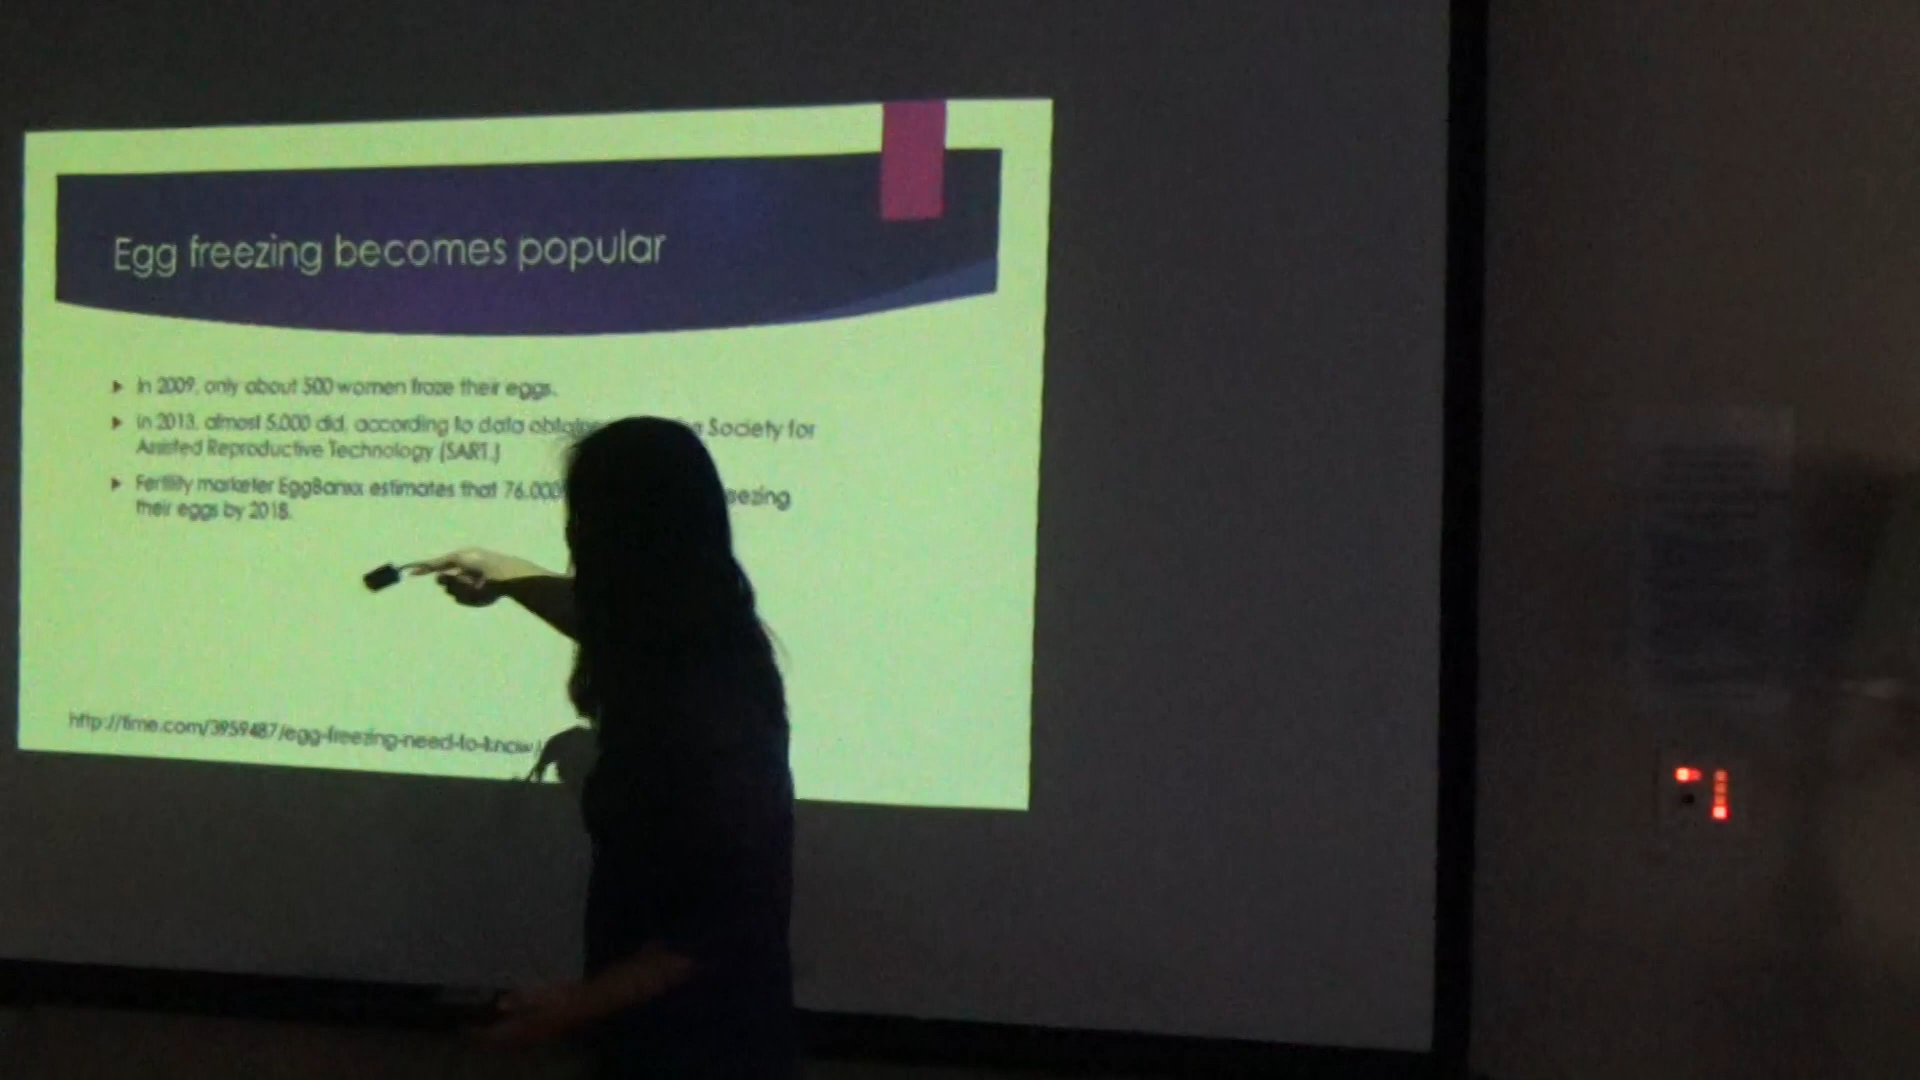 Egg freezing becomes popular
In 2009, only about 500 women froze their eggs.
In 2013, almost 5,000 did, according to data Society for
Assisted Reproductive Technology (SART.)
Fertility marketer EggBanxx estimates that 76,000
their eggs by 2018.
http://time.com/3959487/egg-freezing-need-to-know/